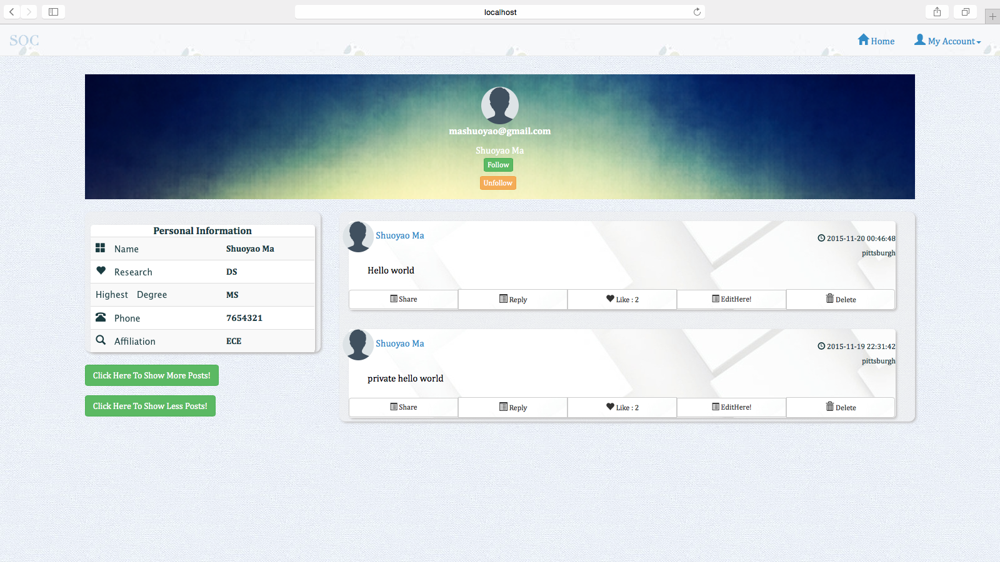 localhost
SOC
Home
My Account
mashuoyao@gmail.com
Shuoyao Ma
Follow
Unfollow
Personal Information
Name Shuoyao Ma
Research DS
Highest Degree MS
Phone 7654321
Affiliation ECE
Click Here To Show More Posts!
Click Here To Show Less Posts!
Shuoyao Ma
2015-11-20 00:46:48
pittsburgh
Hello world
Share Reply Like : 2 EditHere! Delete
Shuoyao Ma
2015-11-19 22:31:42
pittsburgh
private hello world
Share Reply Like : 2 EditHere! Delete